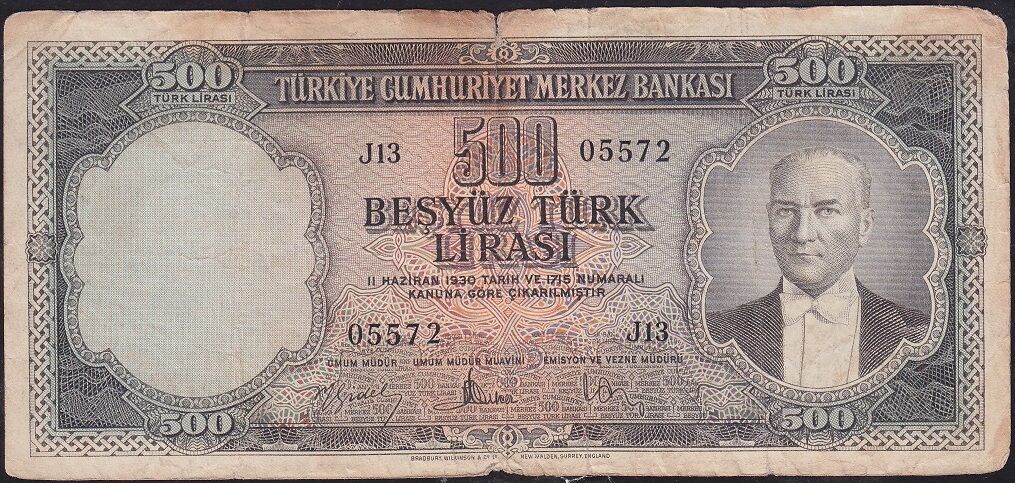 500 500
TÜRK LİRASI TÜRK LİRASI
TÜRKİYE CUMHURİYET MERKEZ BANKASI
J13 500 05572
BEŞYÜZ TÜRK
LİRASI
11 HAZİRAN 1930 TARİH VE 1715 NUMARALI
KANUNA GÖRE ÇIKARILMIŞTIR
05572 J13
UMUM MÜDÜR UMUM MÜDÜR MUAVİNİ EMİSYON VE VEZNE MÜDÜRÜ
500 500
BRADBURY, WILKINSON & Cº Lᴰ NEW MALDEN, SURREY, ENGLAND